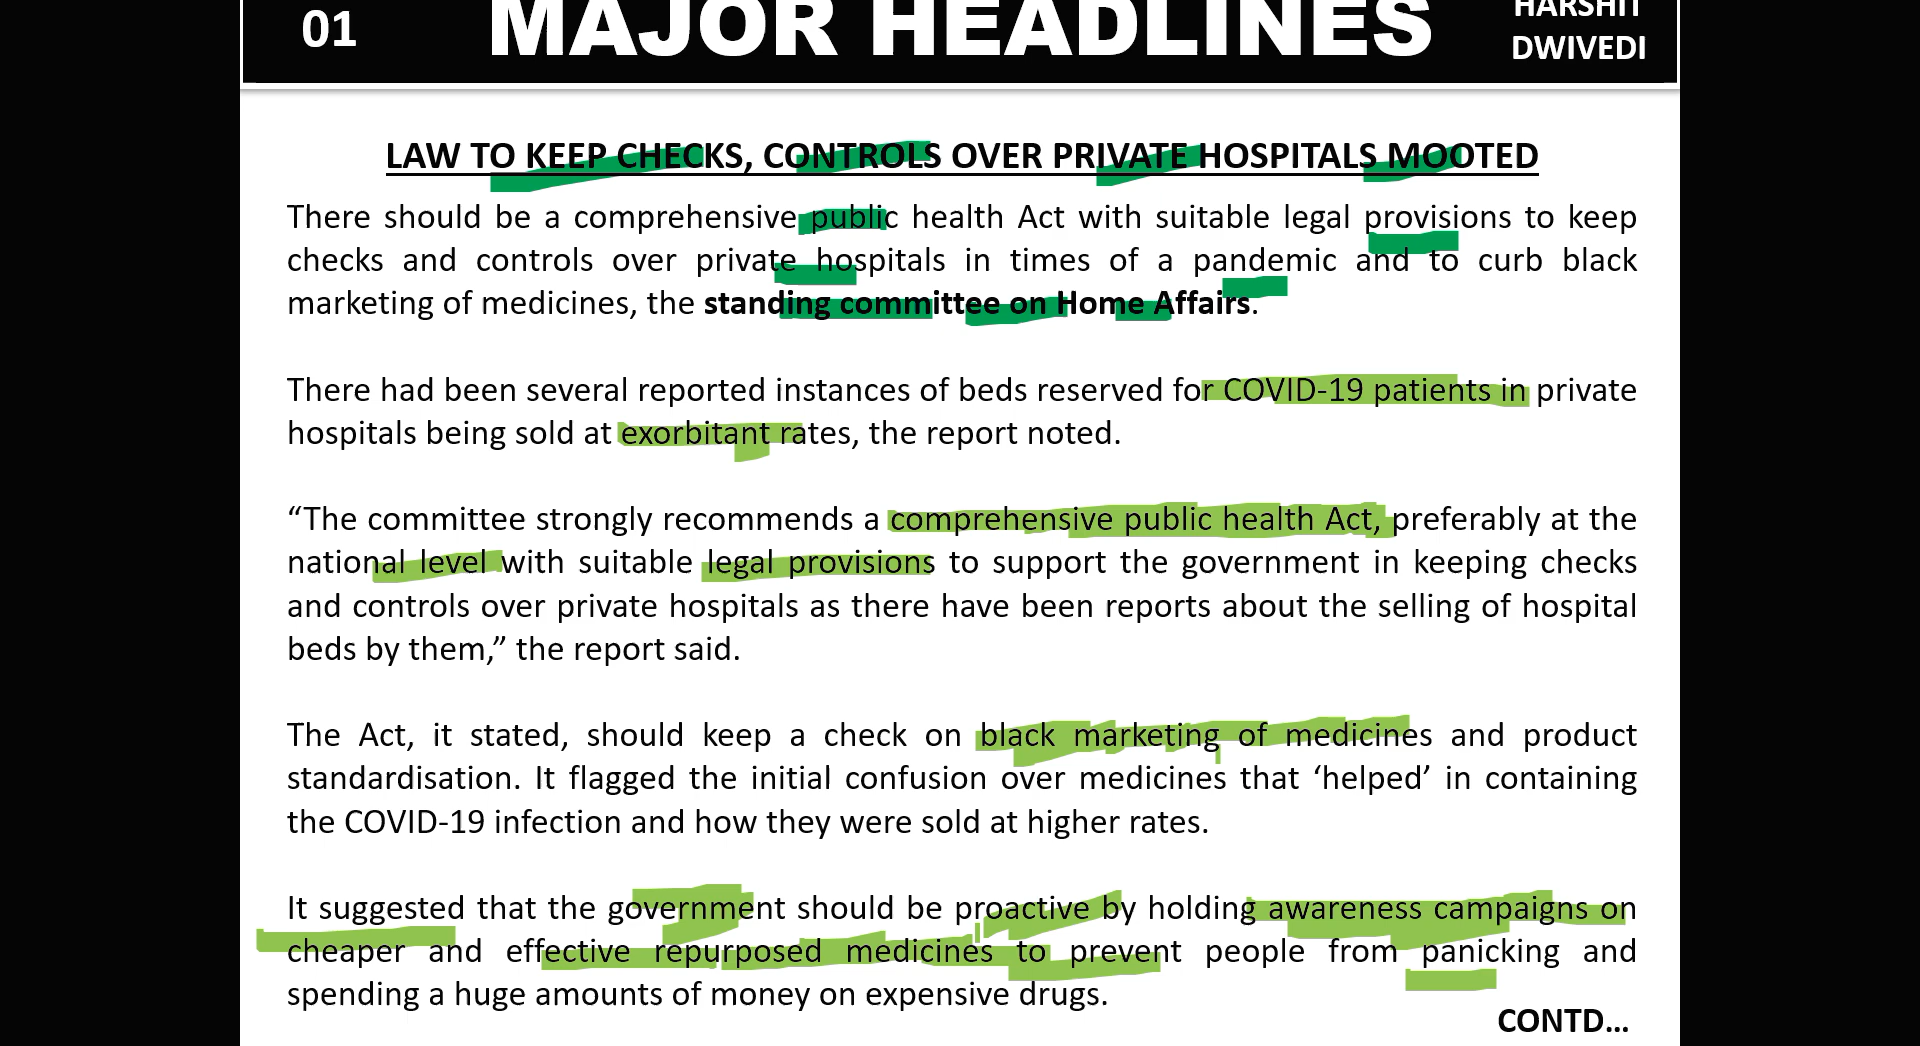 01
MAJOR HEADLINES
HARSHIT
DWIVEDI
LAW TO KEEP CHECKS, CONTROLS OVER PRIVATE HOSPITALS MOOTED
There should be a comprehensive public health Act with suitable legal provisions to keep
checks and controls over private hospitals in times of a pandemic and to curb black
marketing of medicines, the standing committee on Home Affairs.
There had been several reported instances of beds reserved for COVID-19 patients in private
hospitals being sold at exorbitant rates, the report noted.
“The committee strongly recommends a comprehensive public health Act, preferably at the
national level with suitable legal provisions to support the government in keeping checks
and controls over private hospitals as there have been reports about the selling of hospital
beds by them,” the report said.
The Act, it stated, should keep a check on black marketing of medicines and product
standardisation. It flagged the initial confusion over medicines that ‘helped’ in containing
the COVID-19 infection and how they were sold at higher rates.
It suggested that the government should be proactive by holding awareness campaigns on
cheaper and effective repurposed medicines to prevent people from panicking and
spending a huge amounts of money on expensive drugs.
CONTD...